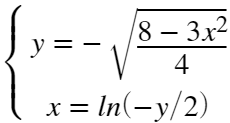 y = − √((8 − 3x²)/4)
x = ln(−y/2)